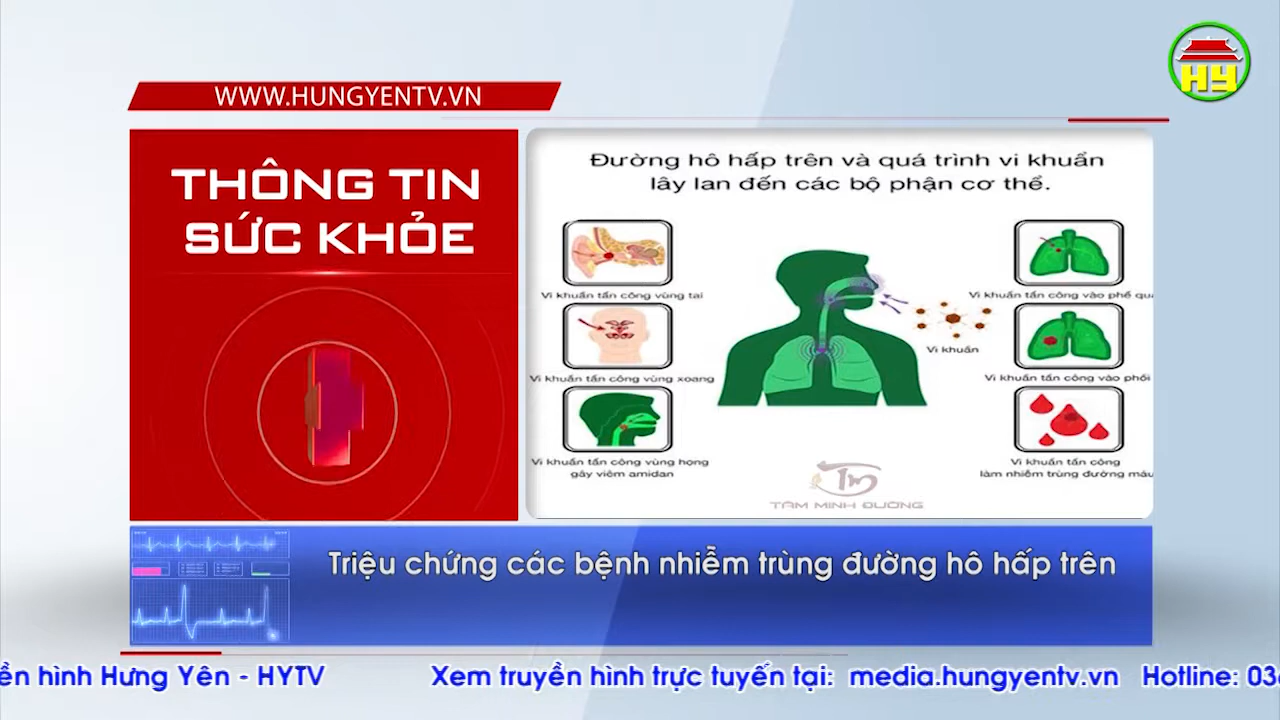 HY
WWW.HUNGYENTV.VN
THÔNG TIN
SỨC KHỎE
Đường hô hấp trên và quá trình vi khuẩn
lây lan đến các bộ phận cơ thể.
Vi khuẩn tấn công vùng tai
Vi khuẩn tấn công vùng xoang
Vi khuẩn tấn công vùng họng
gây viêm amidan
Vi khuẩn
Vi khuẩn tấn công vào phế qu
Vi khuẩn tấn công vào phổi
Vi khuẩn tấn công
làm nhiễm trùng đường máu
Tm
TÂM MINH ĐƯỜNG
Triệu chứng các bệnh nhiễm trùng đường hô hấp trên
ền hình Hưng Yên - HYTV Xem truyền hình trực tuyến tại: media.hungyentv.vn Hotline: 03